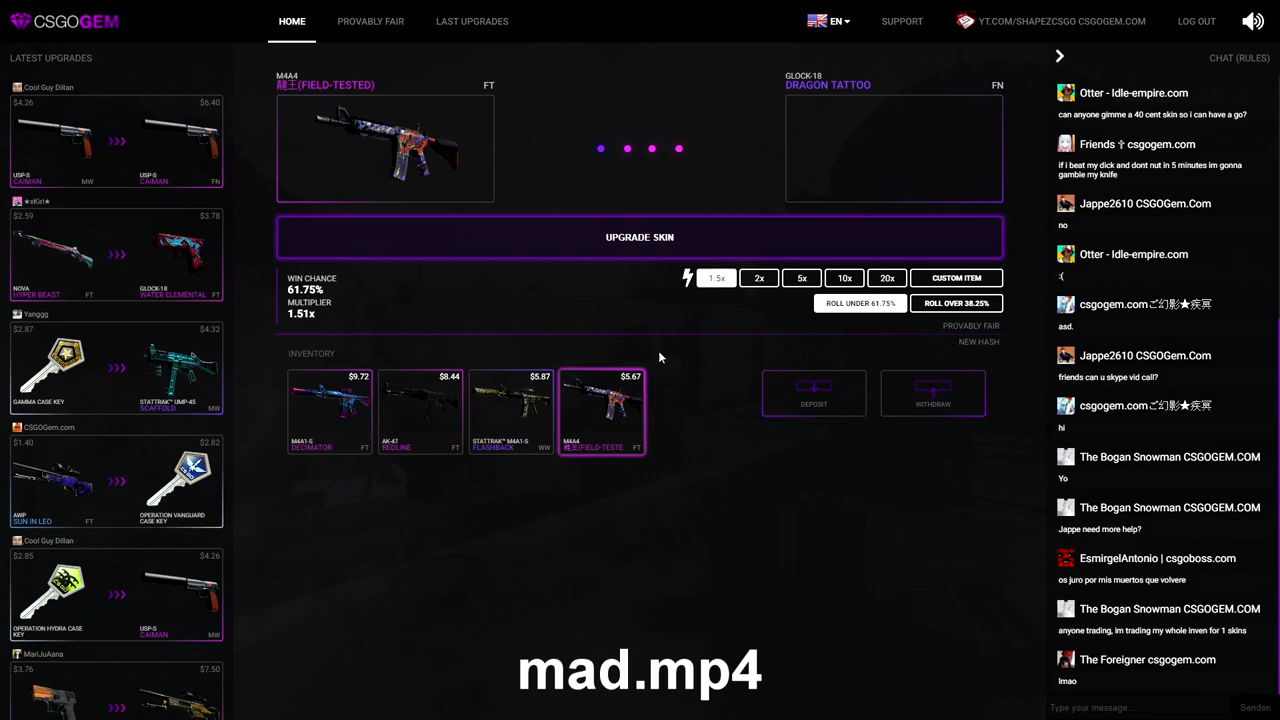 CSGOGEM
HOME
PROVABLY FAIR
LAST UPGRADES
EN
SUPPORT
YT.COM/SHAPEZCSGO CSGOGEM.COM
LOG OUT
LATEST UPGRADES
Cool Guy Dillan
$4.26
$6.40
USP-S
CAIMAN
MW
USP-S
CAIMAN
FN
★xKiri★
$2.59
$3.78
NOVA
HYPER BEAST
FT
GLOCK-18
WATER ELEMENTAL
FT
Yanggg
$2.87
$4.32
GAMMA CASE KEY
STATTRAK™ UMP-45
SCAFFOLD
MW
CSGOGem.com
$1.40
$2.82
AWP
SUN IN LEO
FT
OPERATION VANGUARD
CASE KEY
Cool Guy Dillan
$2.85
$4.26
OPERATION HYDRA CASE
KEY
USP-S
CAIMAN
MW
MariJuAana
$3.76
$7.50
M4A4
龍王(FIELD-TESTED)
FT
GLOCK-18
DRAGON TATTOO
FN
UPGRADE SKIN
WIN CHANCE
61.75%
MULTIPLIER
1.51x
1.5x
2x
5x
10x
20x
CUSTOM ITEM
ROLL UNDER 61.75%
ROLL OVER 38.25%
PROVABLY FAIR
NEW HASH
INVENTORY
$9.72
M4A1-S
DECIMATOR
FT
$8.44
AK-47
REDLINE
FT
$5.87
STATTRAK™ M4A1-S
FLASHBACK
WW
$5.67
M4A4
龍王(FIELD-TESTE
FT
DEPOSIT
WITHDRAW
mad.mp4
CHAT (RULES)
Otter - Idle-empire.com
can anyone gimme a 40 cent skin so i can have a go?
Friends ✞ csgogem.com
if i beat my dick and dont nut in 5 minutes im gonna
gamble my knife
Jappe2610 CSGOGem.Com
no
Otter - Idle-empire.com
:(
csgogem.comご幻影★疾冥
asd.
Jappe2610 CSGOGem.Com
friends can u skype vid call?
csgogem.comご幻影★疾冥
hi
The Bogan Snowman CSGOGEM.COM
Yo
The Bogan Snowman CSGOGEM.COM
Jappe need more help?
EsmirgelAntonio | csgoboss.com
os juro por mis muertos que volvere
The Bogan Snowman CSGOGEM.COM
anyone trading, im trading my whole inven for 1 skins
The Foreigner csgogem.com
lmao
Type your message...
Senden